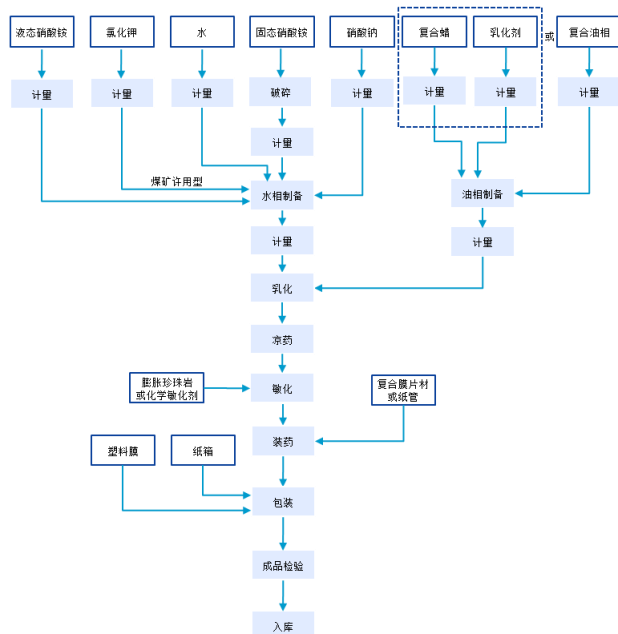 液态硝酸铵
氯化钾
水
固态硝酸铵
硝酸钠
复合蜡
乳化剂
或
复合油相
计量
计量
计量
破碎
计量
计量
计量
计量
计量
煤矿许用型
水相制备
油相制备
计量
计量
乳化
凉药
膨胀珍珠岩
或化学敏化剂
敏化
复合膜片材
或纸管
装药
塑料膜
纸箱
包装
成品检验
入库